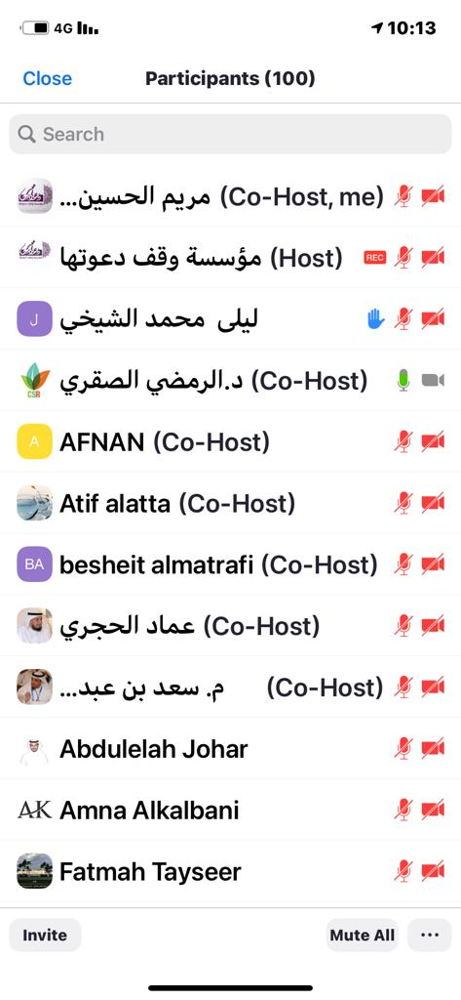 4G 10:13
Close Participants (100)
Search
مريم الحسين... (Co-Host, me)
مؤسسة وقف دعوتها (Host) REC
J ليلى محمد الشيخي
CSR د.الرمضي الصقري (Co-Host)
A AFNAN (Co-Host)
Atif alatta (Co-Host)
BA besheit almatrafi (Co-Host)
عماد الحجري (Co-Host)
م. سعد بن عبد... (Co-Host)
Abdulelah Johar
AK Amna Alkalbani
Fatmah Tayseer
Invite Mute All ...